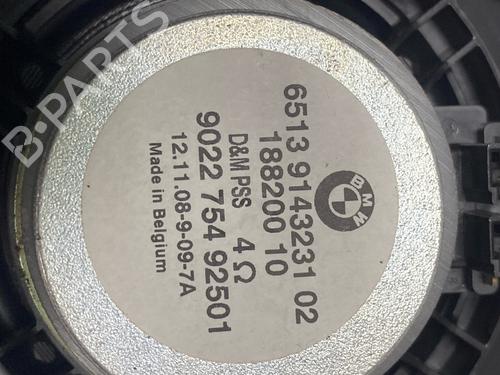 BMW
6513 9143231 02
188200 10
D&M PSS 4 Ω
9022 754 92501
12.11.08-9-09-7A
Made in Belgium
B-PARTS